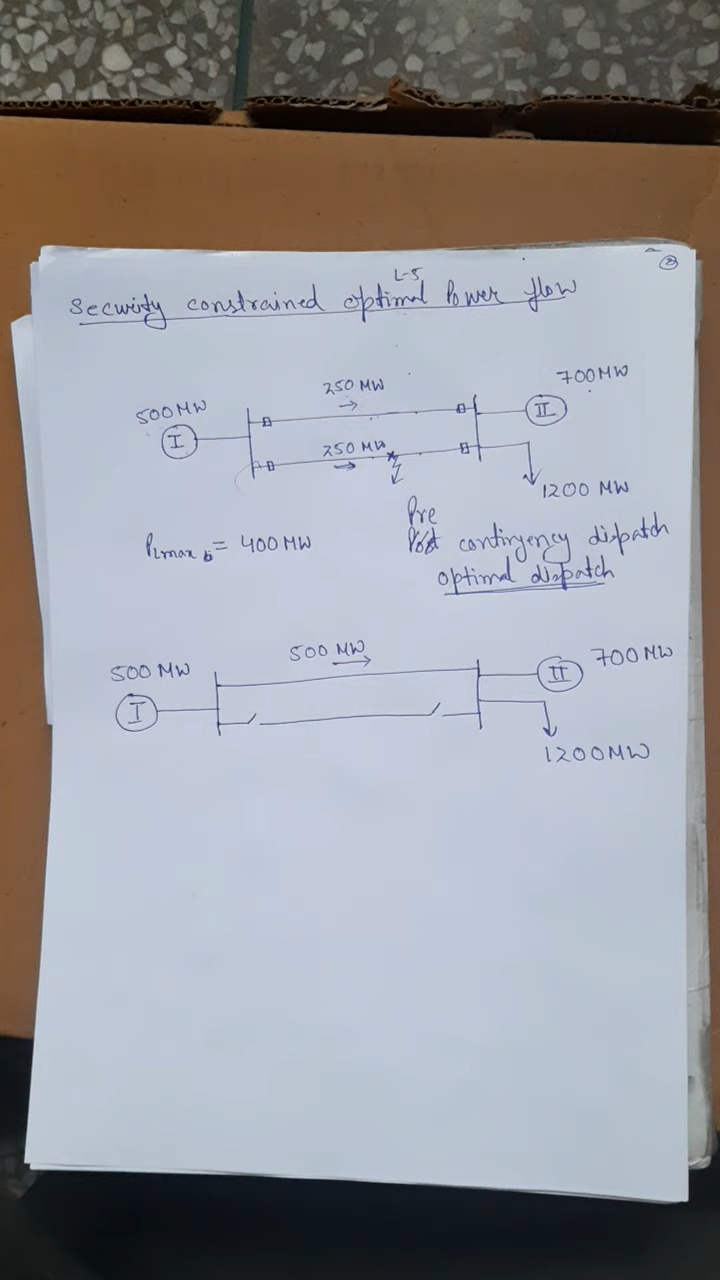 ②
L-5
Security constrained optimal Power flow
250 MW
700 MW
500 MW
I
II
250 MW
1200 MW
Pre
PLmax = 400 MW
contingency dispatch
optimal dispatch
500 MW
500 MW
700 MW
I
II
1200 MW